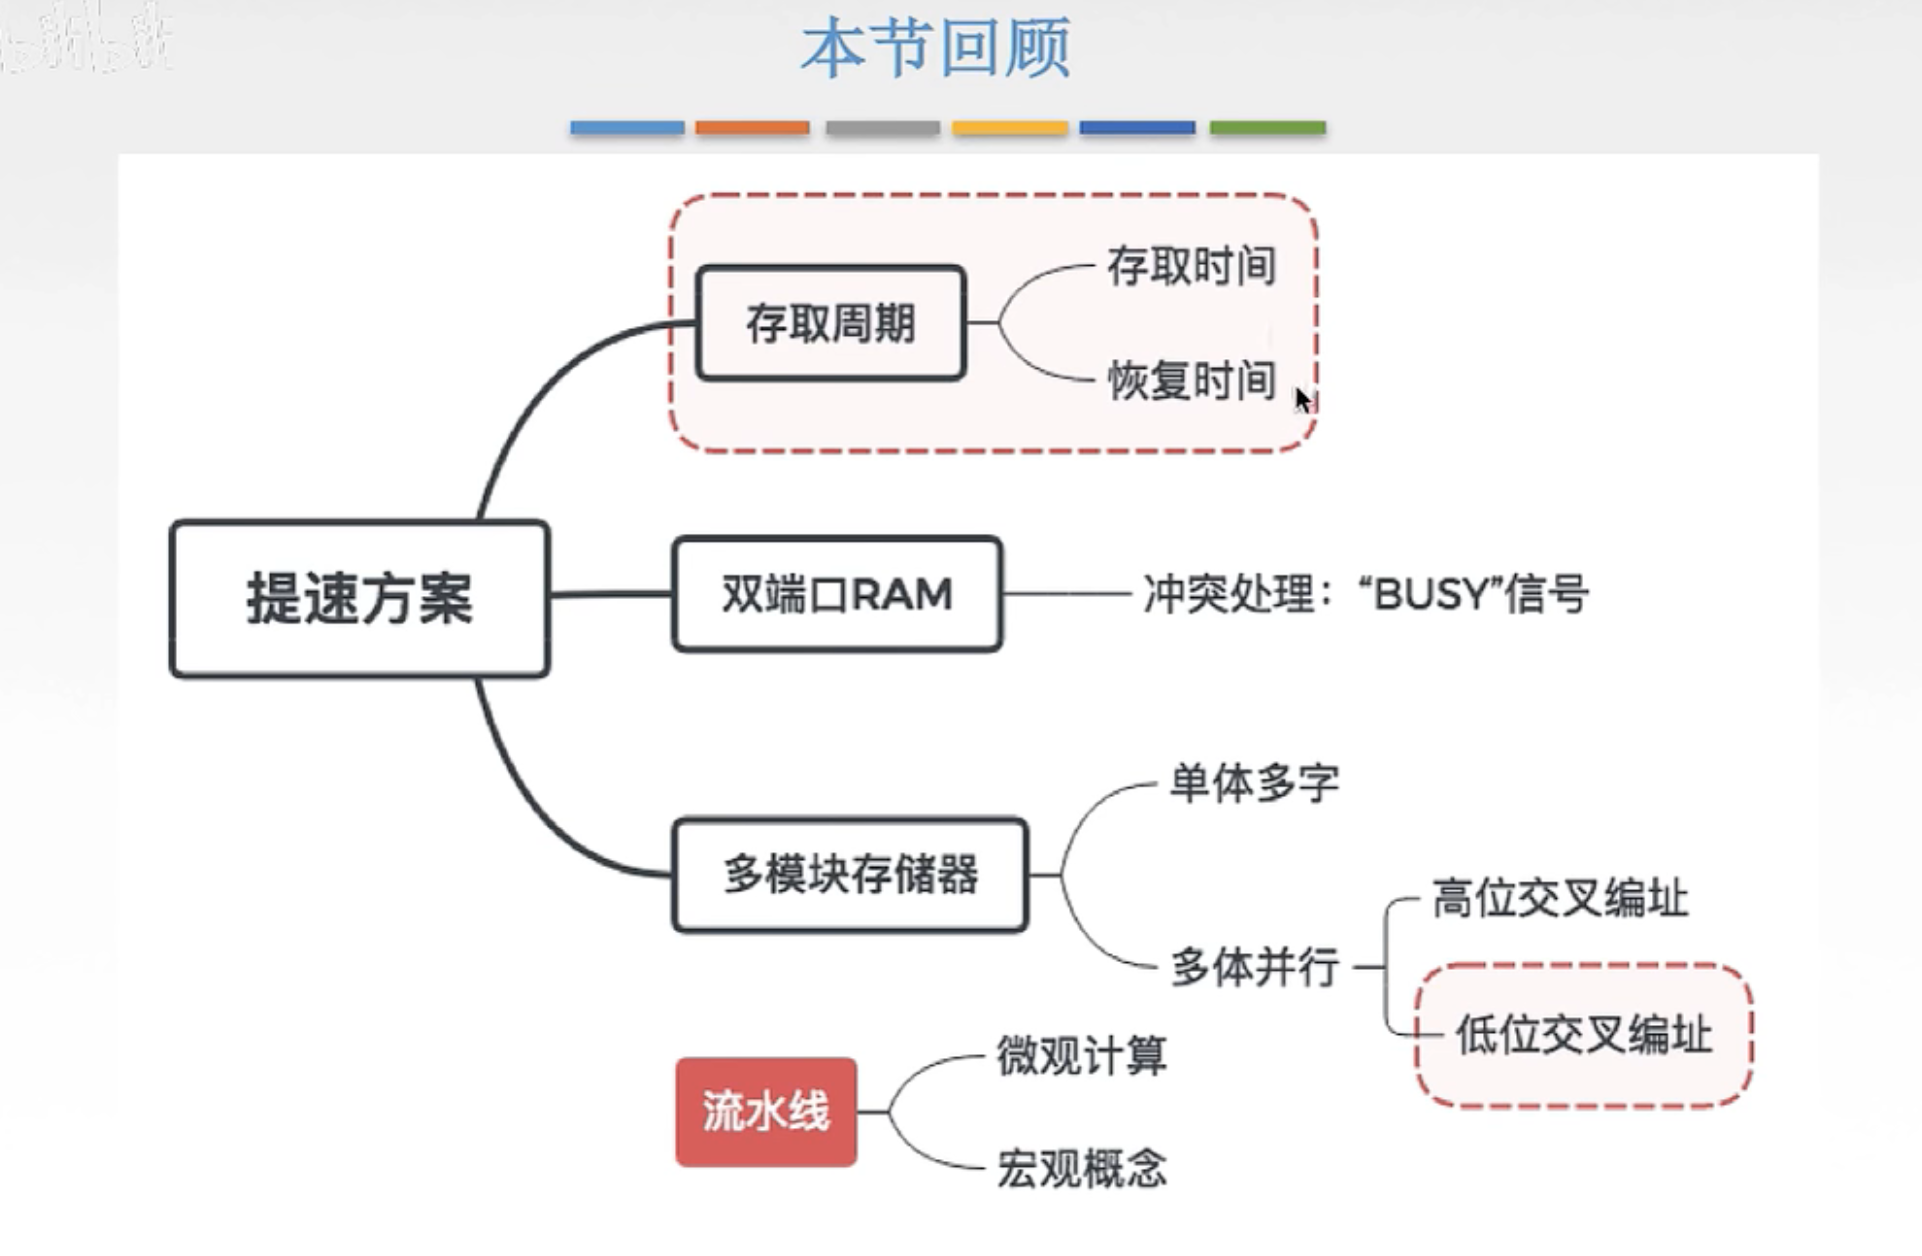 本节回顾
存取时间
存取周期
恢复时间
提速方案
双端口RAM
冲突处理：“BUSY”信号
单体多字
多模块存储器
高位交叉编址
多体并行
低位交叉编址
微观计算
流水线
宏观概念